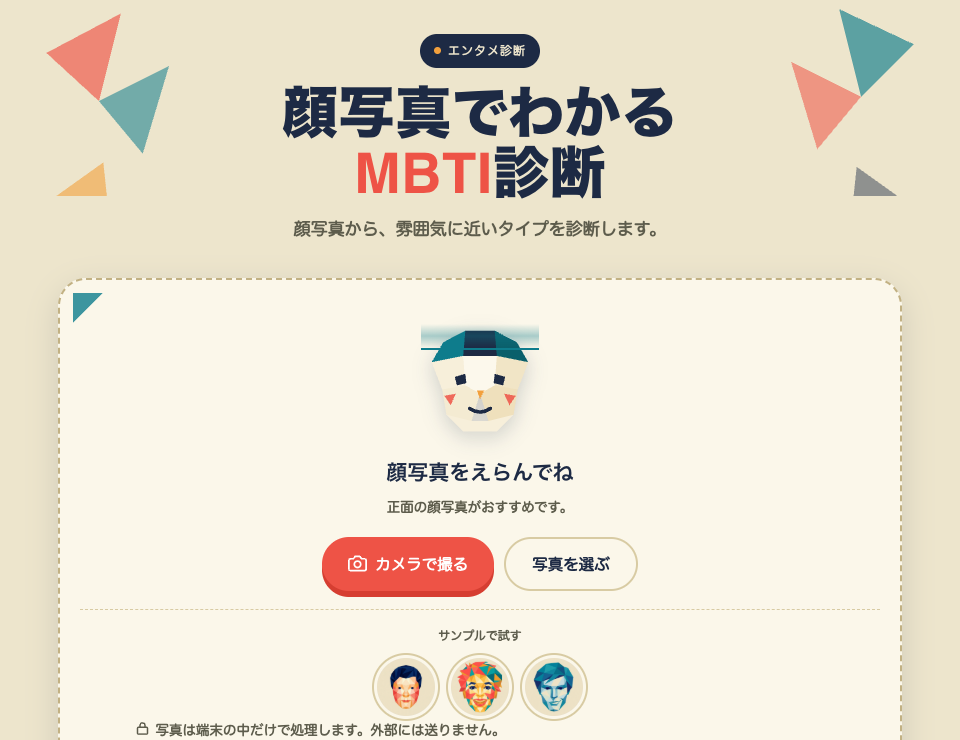 エンタメ診断
顔写真でわかる
MBTI診断
顔写真から、雰囲気に近いタイプを診断します。
顔写真をえらんでね
正面の顔写真がおすすめです。
カメラで撮る
写真を選ぶ
サンプルで試す
写真は端末の中だけで処理します。外部には送りません。